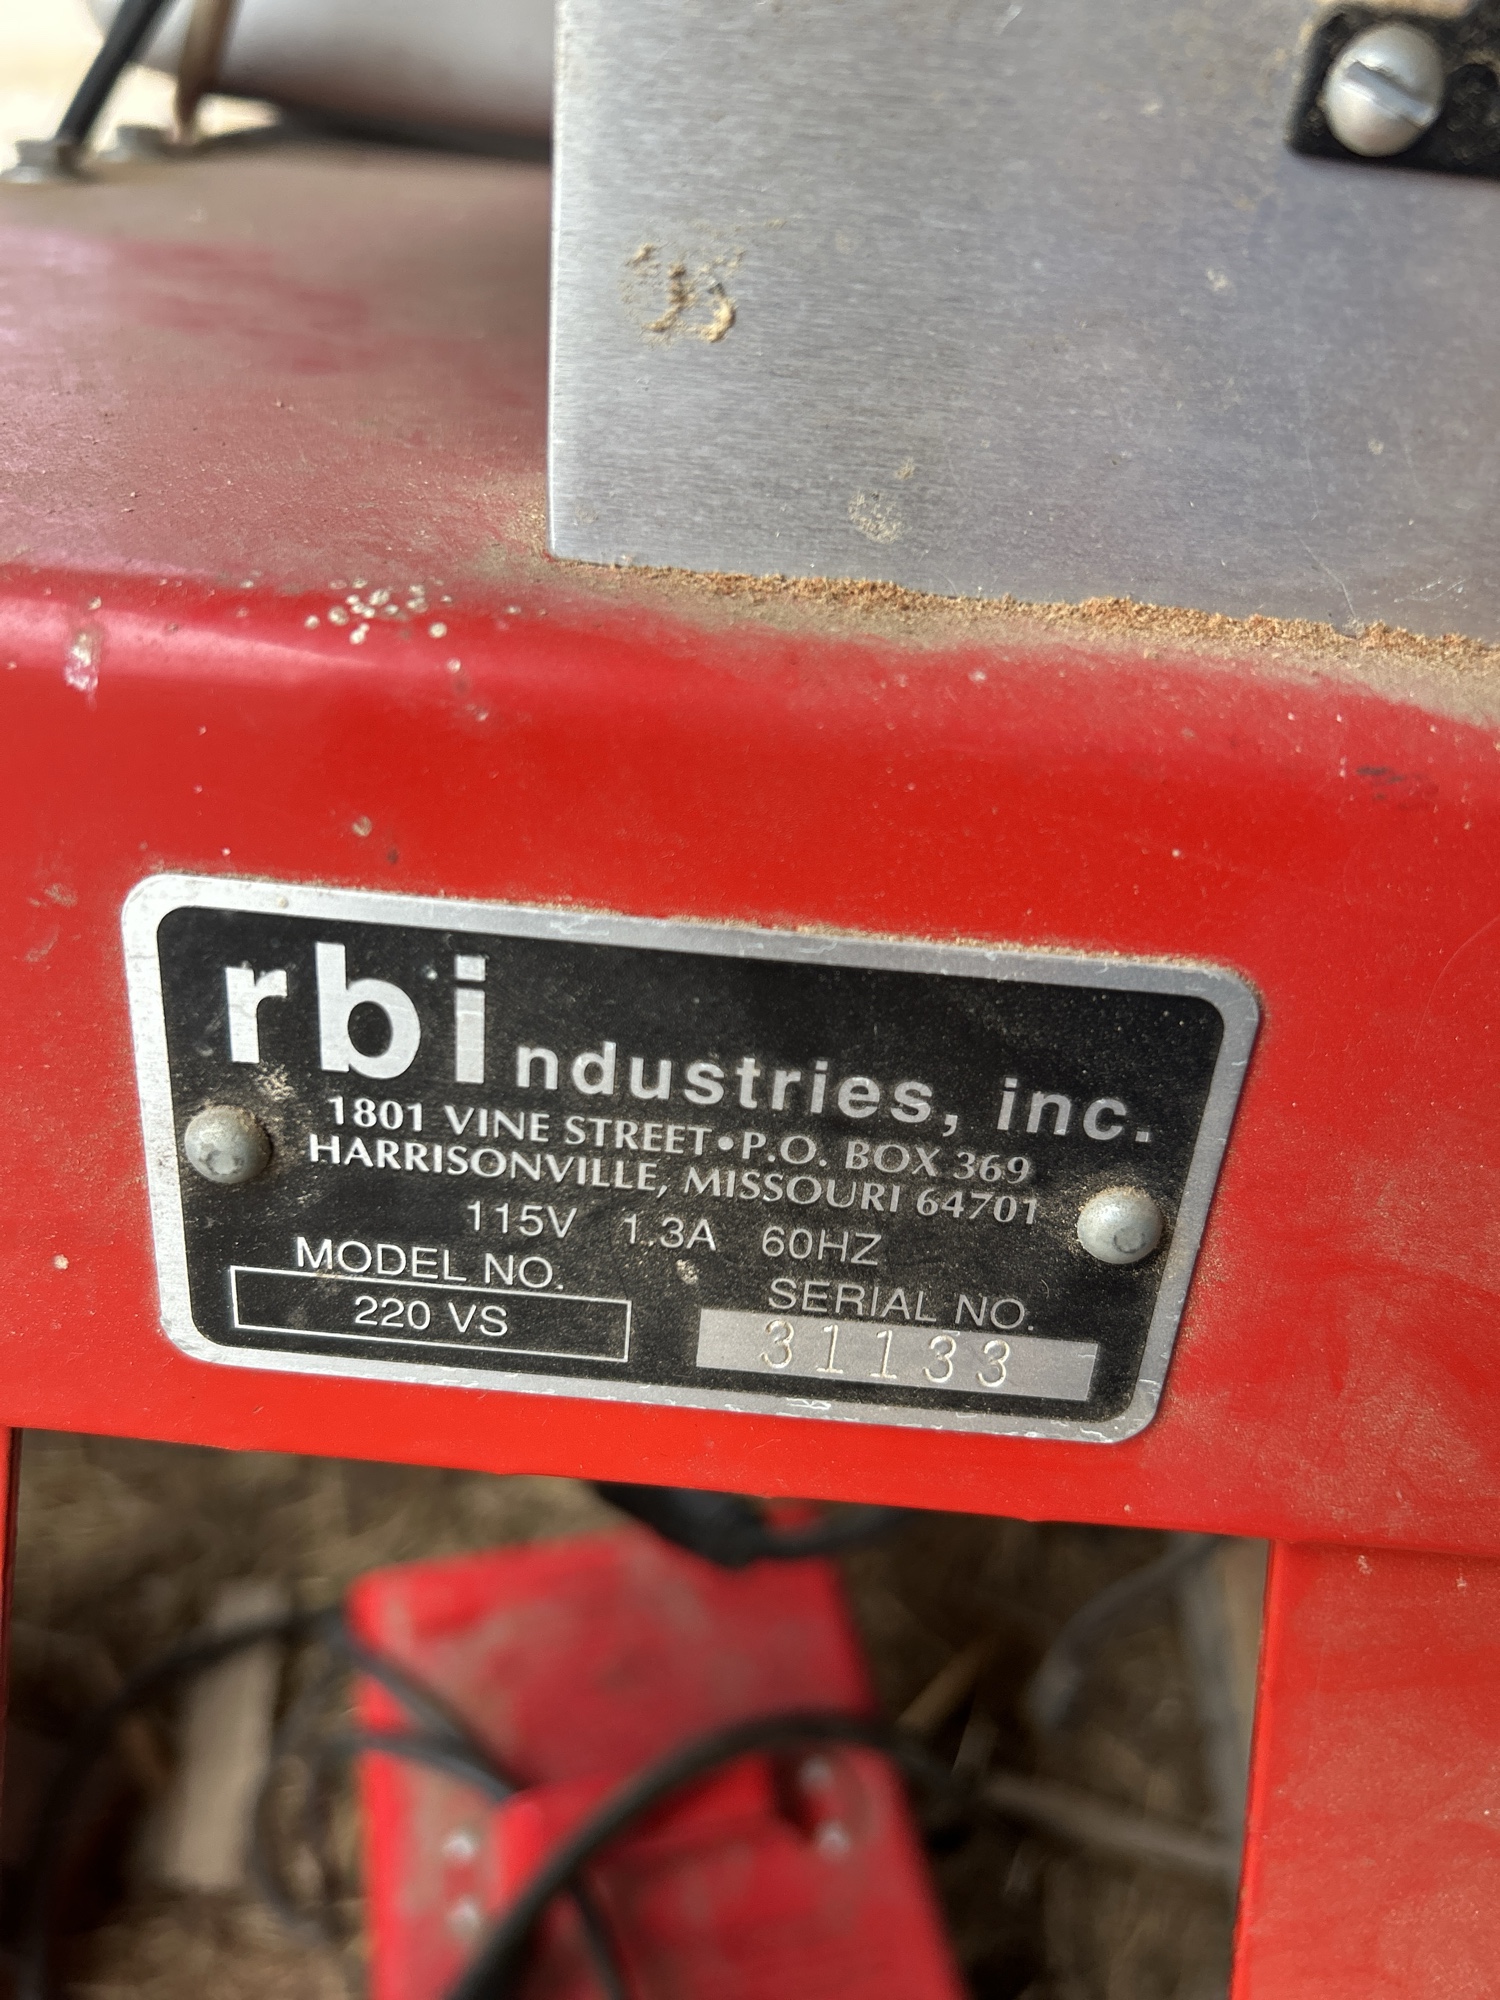 rbindustries, inc.
1801 VINE STREET•P.O. BOX 369
HARRISONVILLE, MISSOURI 64701
115V 1.3A 60HZ
MODEL NO.
220 VS
SERIAL NO.
31133